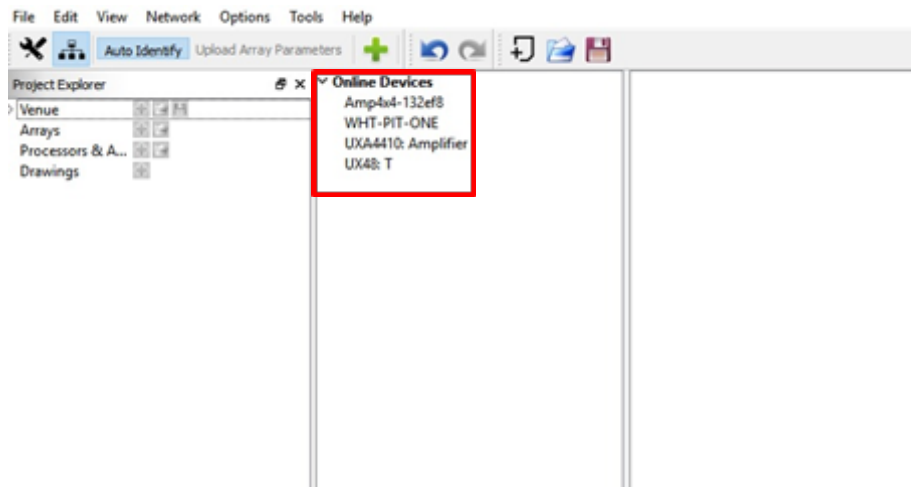 File Edit View Network Options Tools Help
Auto Identify Upload Array Parameters
Project Explorer
Venue
Arrays
Processors & A...
Drawings
Online Devices
Amp4x4-132ef8
WHT-PIT-ONE
UXA4410: Amplifier
UX48: T